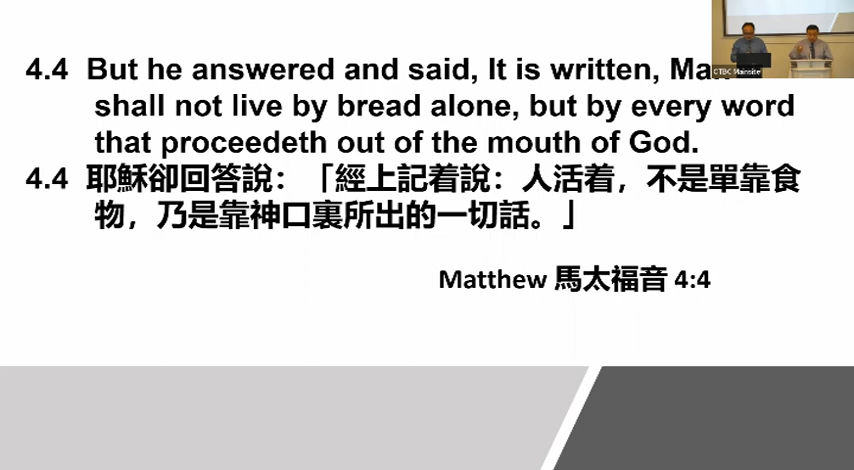 4.4 But he answered and said, It is written, Man
shall not live by bread alone, but by every word
that proceedeth out of the mouth of God.
4.4 耶穌卻回答說：「經上記着說：人活着，不是單靠食
物，乃是靠神口裏所出的一切話。」
Matthew 馬太福音 4:4
CTBC Mainsite